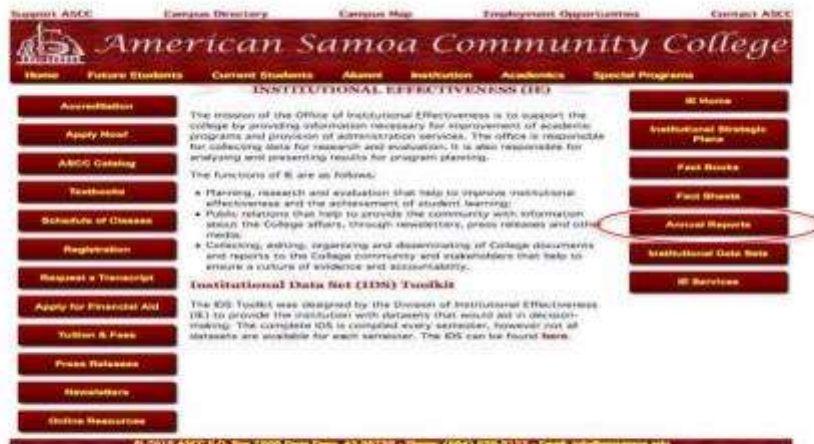 Support ASCC Campus Directory Campus Map Employment Opportunities Contact ASCC
American Samoa Community College
Home Future Students Current Students Alumni Institution Academics Special Programs
INSTITUTIONAL EFFECTIVENESS (IE)
The mission of the Office of Institutional Effectiveness is to support the
college by providing information necessary for improvement of academic
programs and provision of administration services. The office is responsible
for collecting data for research and evaluation. It is also responsible for
analyzing and presenting results for program planning.
The functions of IE are as follows:
• Planning, research and evaluation that help to improve institutional
effectiveness and the achievement of student learning;
• Public relations that help to provide the community with information
about the College affairs, through newsletters, press releases and other
media.
• Collecting, editing, organizing and disseminating of College documents
and reports to the College community and stakeholders that help to
ensure a culture of evidence and accountability.
Institutional Data Set (IDS) Toolkit
The IDS Toolkit was designed by the Division of Institutional Effectiveness
(IE) to provide the institution with datasets that would aid in decision-
making. The complete IDS is compiled every semester, however not all
datasets are available for each semester. The IDS can be found here.
Accreditation
Apply Now!
ASCC Catalog
Textbooks
Schedule of Classes
Registration
Request a Transcript
Apply for Financial Aid
Tuition & Fees
Press Releases
Newsletters
Online Resources
IE Home
Institutional Strategic
Plans
Fact Books
Fact Sheets
Annual Reports
Institutional Data Sets
IE Services